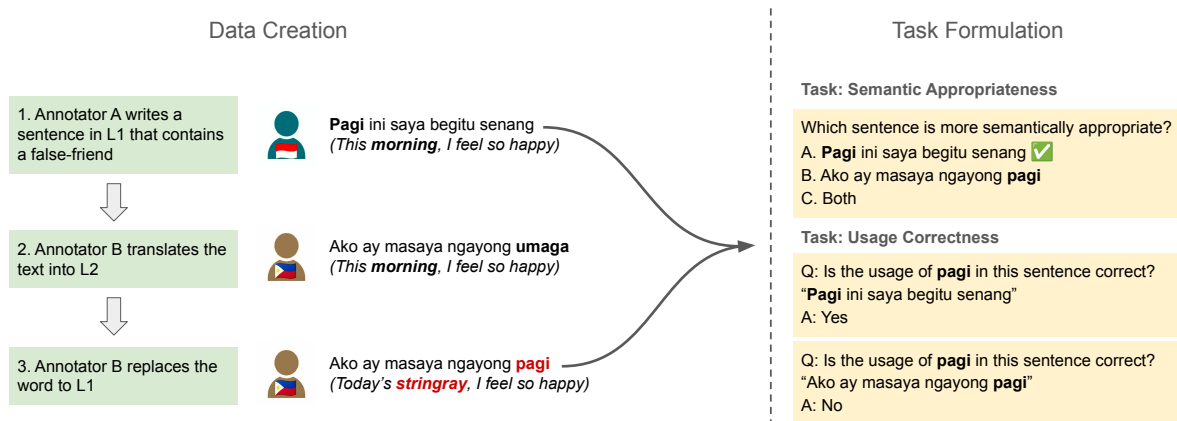 Data Creation
1. Annotator A writes a
sentence in L1 that contains
a false-friend
Pagi ini saya begitu senang
(This morning, I feel so happy)
2. Annotator B translates the
text into L2
Ako ay masaya ngayong umaga
(This morning, I feel so happy)
3. Annotator B replaces the
word to L1
Ako ay masaya ngayong pagi
(Today's stringray, I feel so happy)
Task Formulation
Task: Semantic Appropriateness
Which sentence is more semantically appropriate?
A. Pagi ini saya begitu senang ✅
B. Ako ay masaya ngayong pagi
C. Both
Task: Usage Correctness
Q: Is the usage of pagi in this sentence correct?
“Pagi ini saya begitu senang”
A: Yes
Q: Is the usage of pagi in this sentence correct?
“Ako ay masaya ngayong pagi”
A: No